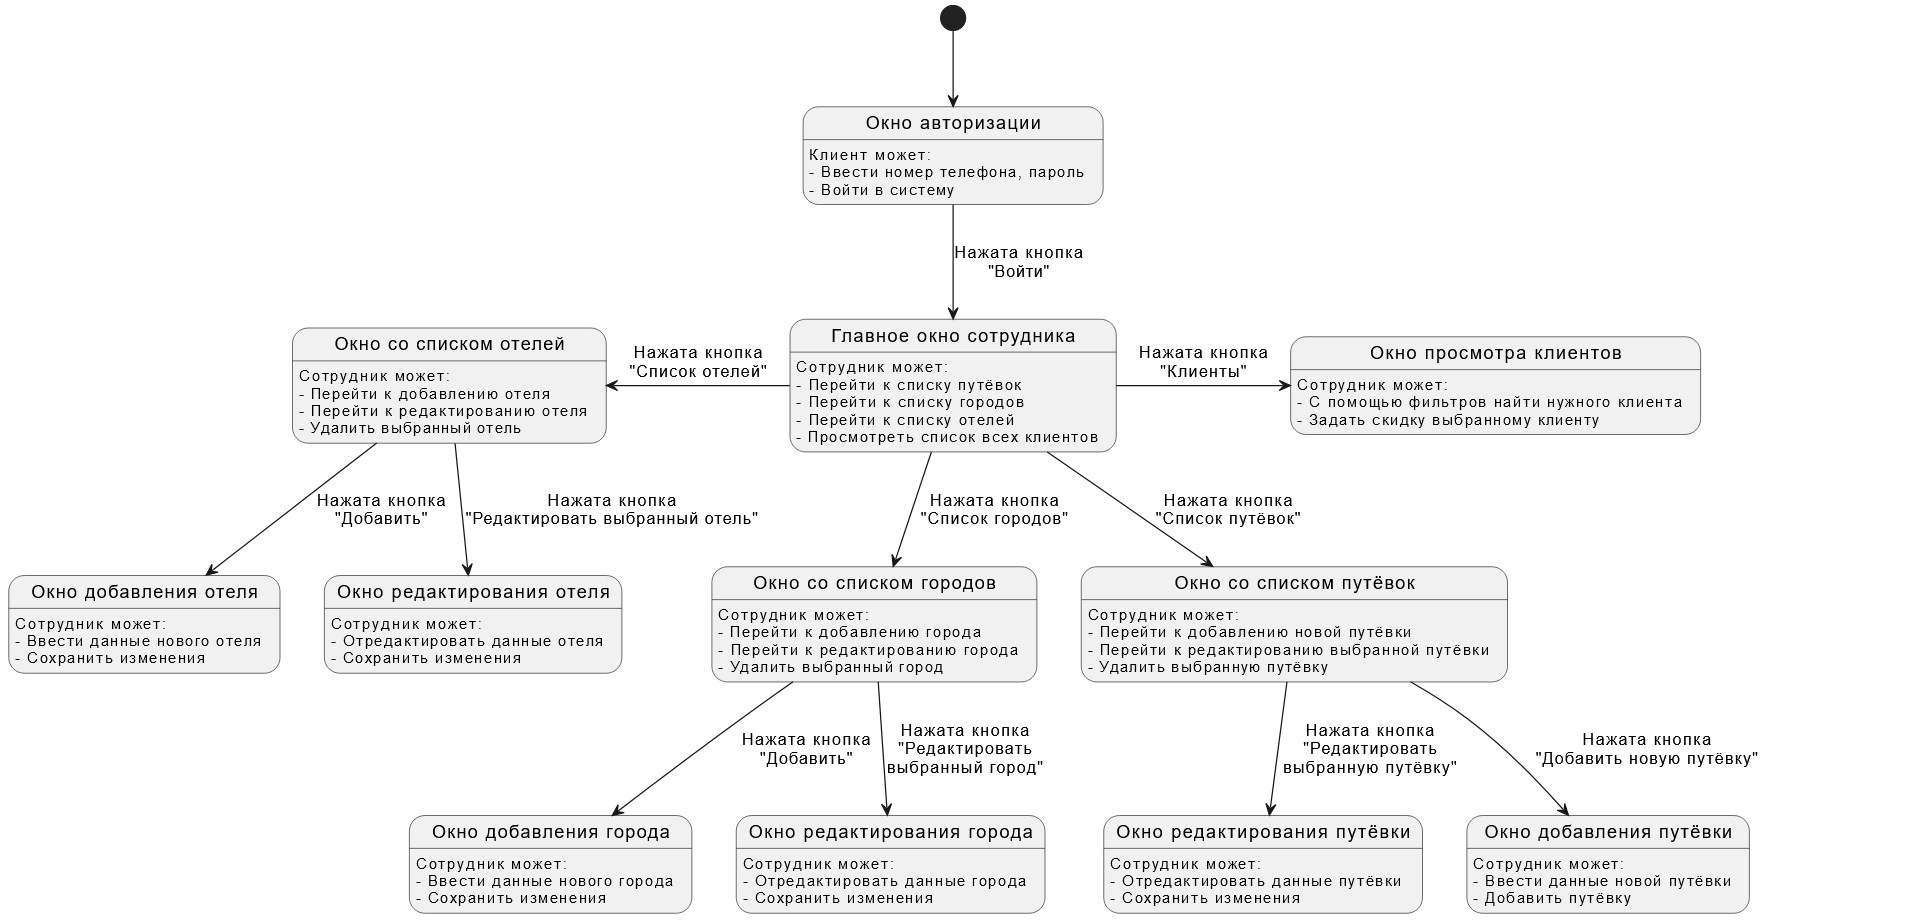 Окно авторизации
Клиент может:
- Ввести номер телефона, пароль
- Войти в систему
Нажата кнопка
"Войти"
Окно со списком отелей
Сотрудник может:
- Перейти к добавлению отеля
- Перейти к редактированию отеля
- Удалить выбранный отель
Нажата кнопка
"Список отелей"
Главное окно сотрудника
Сотрудник может:
- Перейти к списку путёвок
- Перейти к списку городов
- Перейти к списку отелей
- Просмотреть список всех клиентов
Нажата кнопка
"Клиенты"
Окно просмотра клиентов
Сотрудник может:
- С помощью фильтров найти нужного клиента
- Задать скидку выбранному клиенту
Нажата кнопка
"Добавить"
Нажата кнопка
"Редактировать выбранный отель"
Нажата кнопка
"Список городов"
Нажата кнопка
"Список путёвок"
Окно добавления отеля
Сотрудник может:
- Ввести данные нового отеля
- Сохранить изменения
Окно редактирования отеля
Сотрудник может:
- Отредактировать данные отеля
- Сохранить изменения
Окно со списком городов
Сотрудник может:
- Перейти к добавлению города
- Перейти к редактированию города
- Удалить выбранный город
Окно со списком путёвок
Сотрудник может:
- Перейти к добавлению новой путёвки
- Перейти к редактированию выбранной путёвки
- Удалить выбранную путёвку
Нажата кнопка
"Добавить"
Нажата кнопка
"Редактировать
выбранный город"
Нажата кнопка
"Редактировать
выбранную путёвку"
Нажата кнопка
"Добавить новую путёвку"
Окно добавления города
Сотрудник может:
- Ввести данные нового города
- Сохранить изменения
Окно редактирования города
Сотрудник может:
- Отредактировать данные города
- Сохранить изменения
Окно редактирования путёвки
Сотрудник может:
- Отредактировать данные путёвки
- Сохранить изменения
Окно добавления путёвки
Сотрудник может:
- Ввести данные новой путёвки
- Добавить путёвку